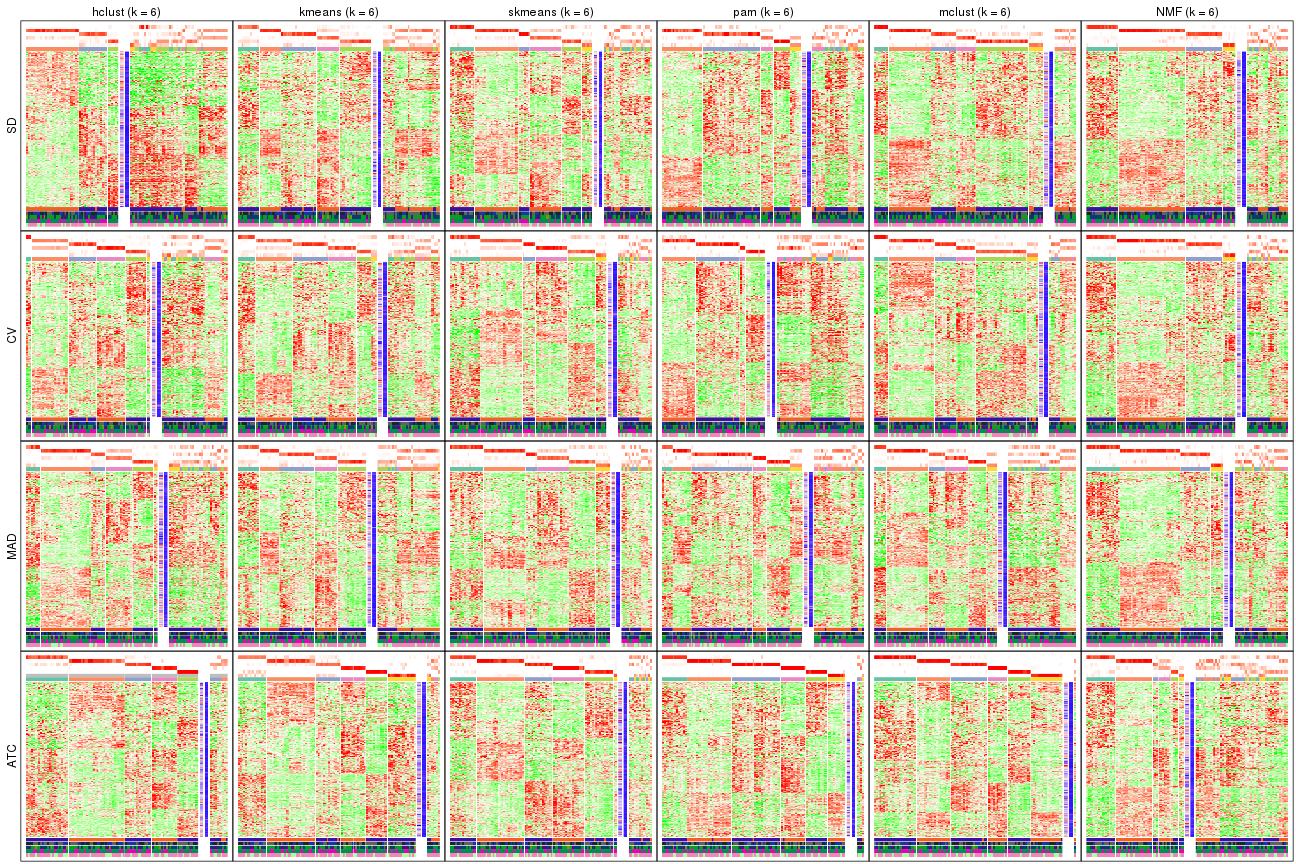 hclust (k = 6)
kmeans (k = 6)
skmeans (k = 6)
pam (k = 6)
mclust (k = 6)
NMF (k = 6)
SD
CV
MAD
ATC